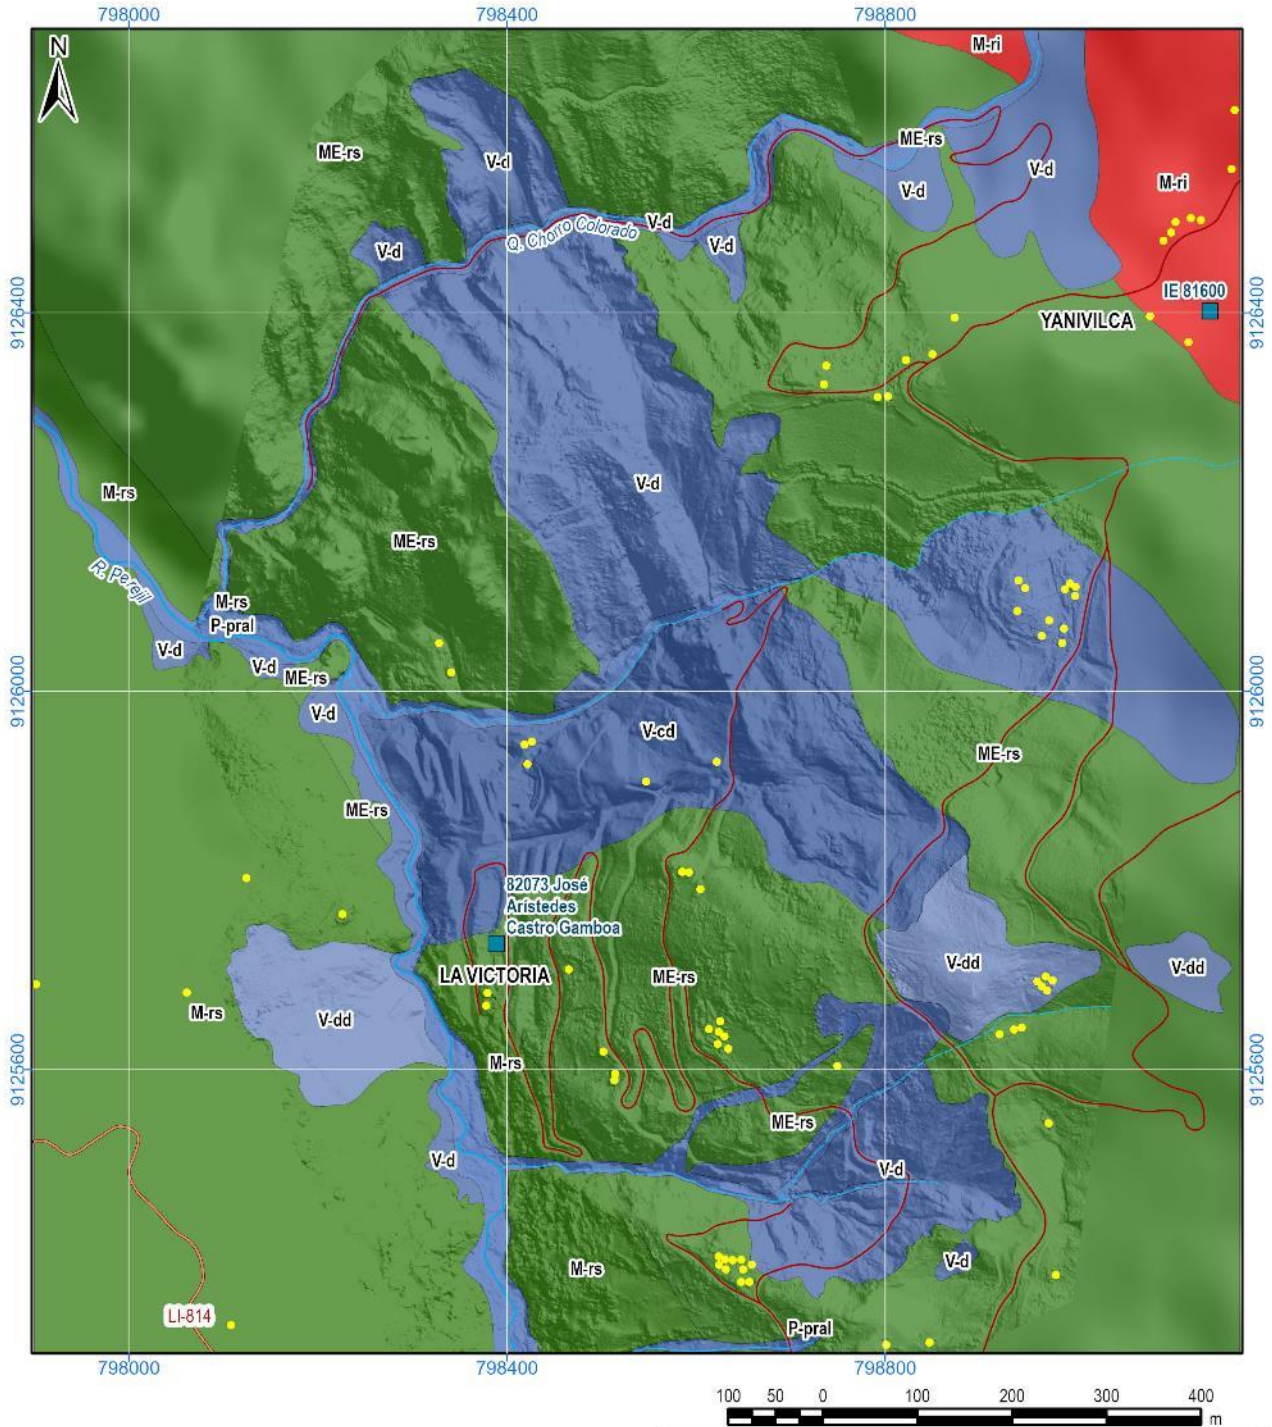 798000
798400
798800
N
M-ri
ME-rs
ME-rs
V-d
V-d
V-d
M-ri
V-d
V-d
V-d
Q. Chorro Colorado
IE 81600
9126400
9126400
YANIVILCA
V-d
M-rs
ME-rs
R. Perejil
M-rs
P-pral
V-d
V-d
ME-rs
9126000
9126000
V-d
V-cd
ME-rs
ME-rs
82073 José
Aristedes
Castro Gamboa
LA VICTORIA
ME-rs
V-dd
V-dd
M-rs
V-dd
M-rs
9125600
9125600
ME-rs
V-d
V-d
M-rs
V-d
LI-814
P-pral
798000
798400
798800
100 50 0 100 200 300 400
m